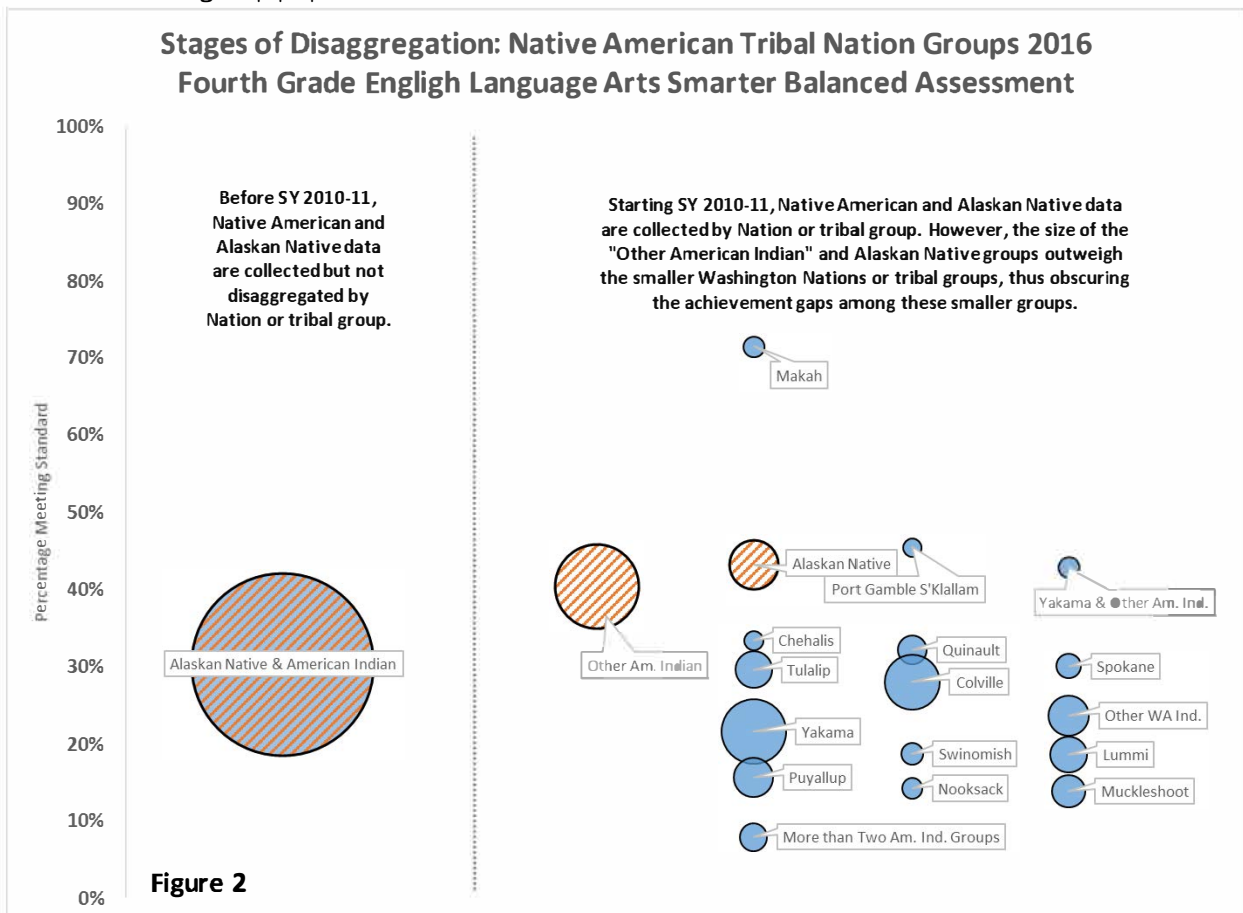 Stages of Disaggregation: Native American Tribal Nation Groups 2016
Fourth Grade Engligh Language Arts Smarter Balanced Assessment
100%
90%
80%
70%
60%
50%
40%
30%
20%
10%
0%
Percentage Meeting Standard
Before SY 2010-11,
Native American and
Alaskan Native data
are collected but not
disaggregated by
Nation or tribal group.
Starting SY 2010-11, Native American and Alaskan Native data
are collected by Nation or tribal group. However, the size of the
"Other American Indian" and Alaskan Native groups outweigh
the smaller Washington Nations or tribal groups, thus obscuring
the achievement gaps among these smaller groups.
Makah
Alaskan Native
Port Gamble S'Klallam
Yakama & Other Am. Ind.
Alaskan Native & American Indian
Other Am. Indian
Chehalis
Quinault
Tulalip
Spokane
Colville
Other WA Ind.
Yakama
Swinomish
Lummi
Puyallup
Nooksack
Muckleshoot
More than Two Am. Ind. Groups
Figure 2